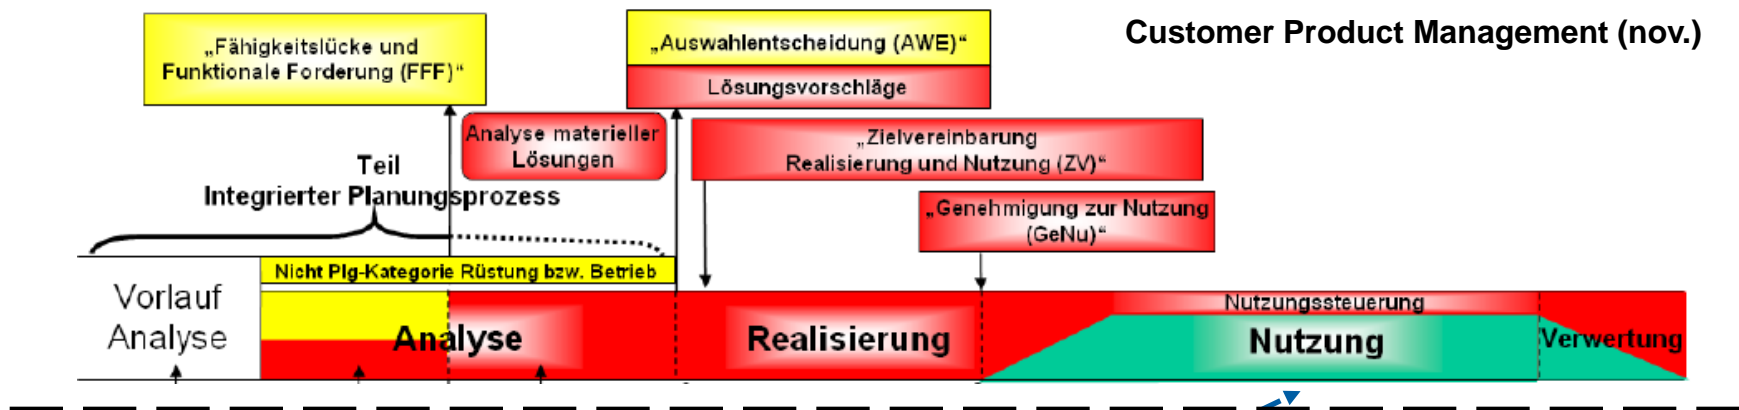 Customer Product Management (nov.)
„Fähigkeitslücke und
Funktionale Forderung (FFF)“
„Auswahlentscheidung (AWE)“
Lösungsvorschläge
Analyse materieller
Lösungen
„Zielvereinbarung
Realisierung und Nutzung (ZV)“
Teil
Integrierter Planungsprozess
„Genehmigung zur Nutzung
(GeNu)“
Nicht Plg-Kategorie Rüstung bzw. Betrieb
Vorlauf
Analyse
Analyse
Realisierung
Nutzungssteuerung
Nutzung
Verwertung